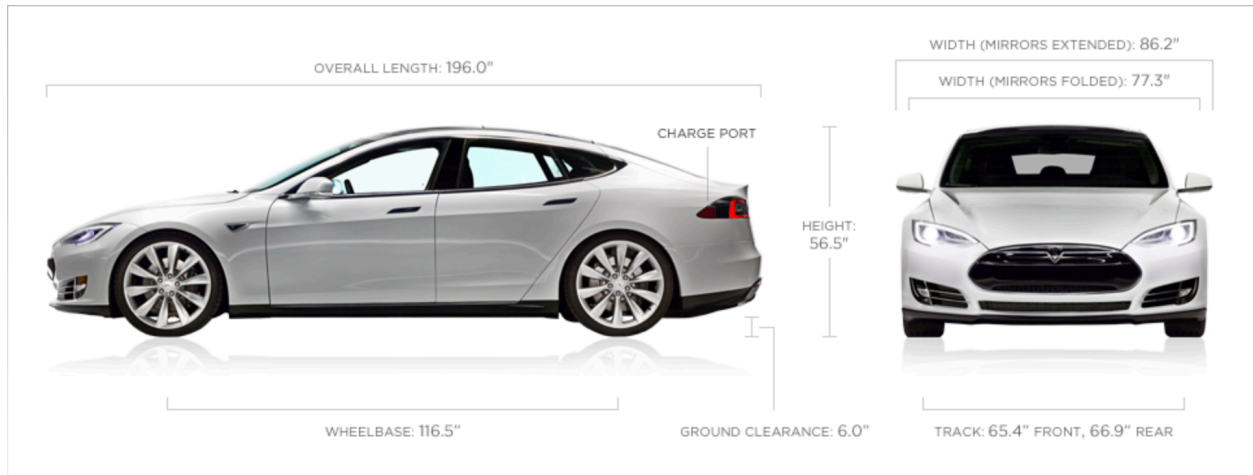 OVERALL LENGTH: 196.0"
CHARGE PORT
HEIGHT:
56.5"
WHEELBASE: 116.5"
GROUND CLEARANCE: 6.0"
WIDTH (MIRRORS EXTENDED): 86.2"
WIDTH (MIRRORS FOLDED): 77.3"
TRACK: 65.4" FRONT, 66.9" REAR